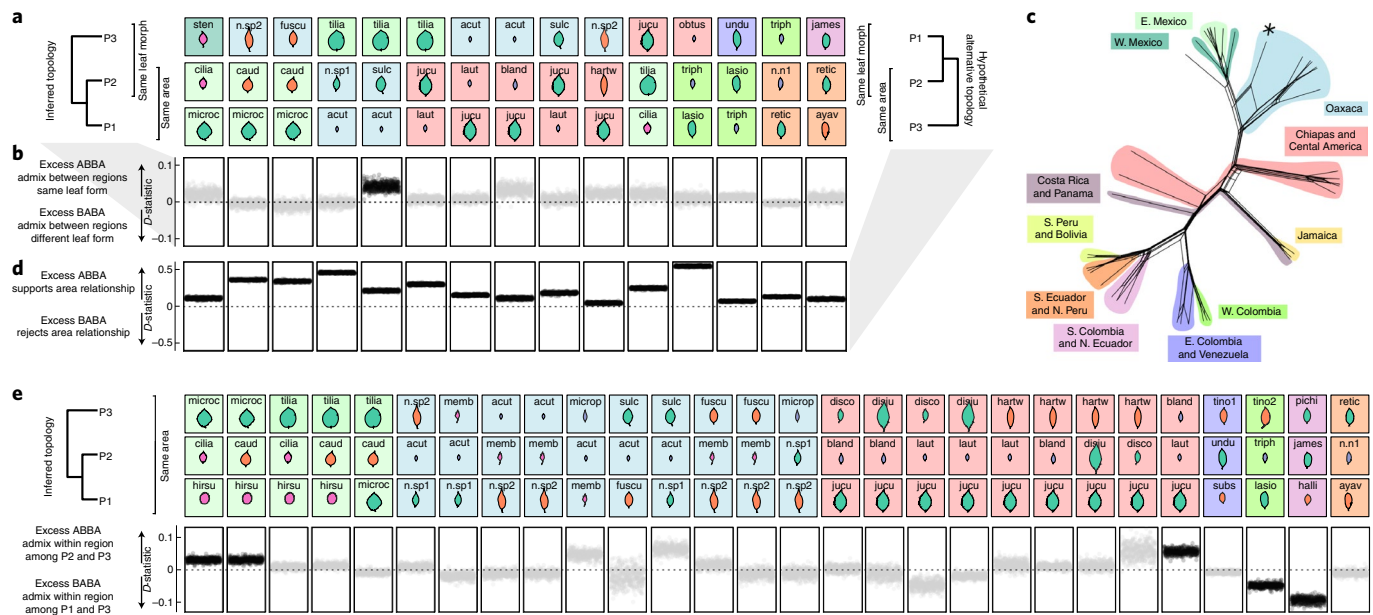 a
Inferred topology
P3
P2
P1
Same leaf morph
Same area
sten n.sp2 fuscu tilia tilia tilia acut acut sulc n.sp2 jucu obtus undu triph james
cilia caud caud n.sp1 sulc jucu laut bland jucu hartw tilia triph lasio n.n1 retic
microc microc microc acut acut laut jucu jucu laut jucu cilia lasio triph retic ayav
Same leaf morph
Same area
P1
P2
P3
Hypothetical
alternative topology
b
Excess ABBA
admix between regions
same leaf form
Excess BABA
admix between regions
different leaf form
D-statistic
0.1
0
–0.1
d
Excess ABBA
supports area relationship
Excess BABA
rejects area relationship
D-statistic
0.5
0
–0.5
c
E. Mexico
W. Mexico
*
Oaxaca
Chiapas and
Cental America
Costa Rica
and Panama
S. Peru
and Bolivia
Jamaica
S. Ecuador
and N. Peru
W. Colombia
S. Colombia
and N. Ecuador
E. Colombia
and Venezuela
e
Inferred topology
P3
P2
P1
Same area
microc microc tilia tilia tilia n.sp2 memb acut acut microp sulc sulc fuscu fuscu microp disco disju disco disju hartw hartw hartw hartw bland tino1 tino2 pichi retic
cilia caud cilia caud caud acut acut memb memb acut acut acut memb memb n.sp1 bland bland laut laut laut bland disju disco laut undu triph james n.n1
hirsu hirsu hirsu hirsu microc n.sp1 n.sp1 n.sp2 n.sp2 memb fuscu n.sp1 n.sp2 n.sp2 n.sp2 jucu jucu jucu jucu jucu jucu jucu jucu jucu subs lasio halli ayav
Excess ABBA
admix within region
among P2 and P3
Excess BABA
admix within region
among P1 and P3
D-statistic
0.1
0
–0.1